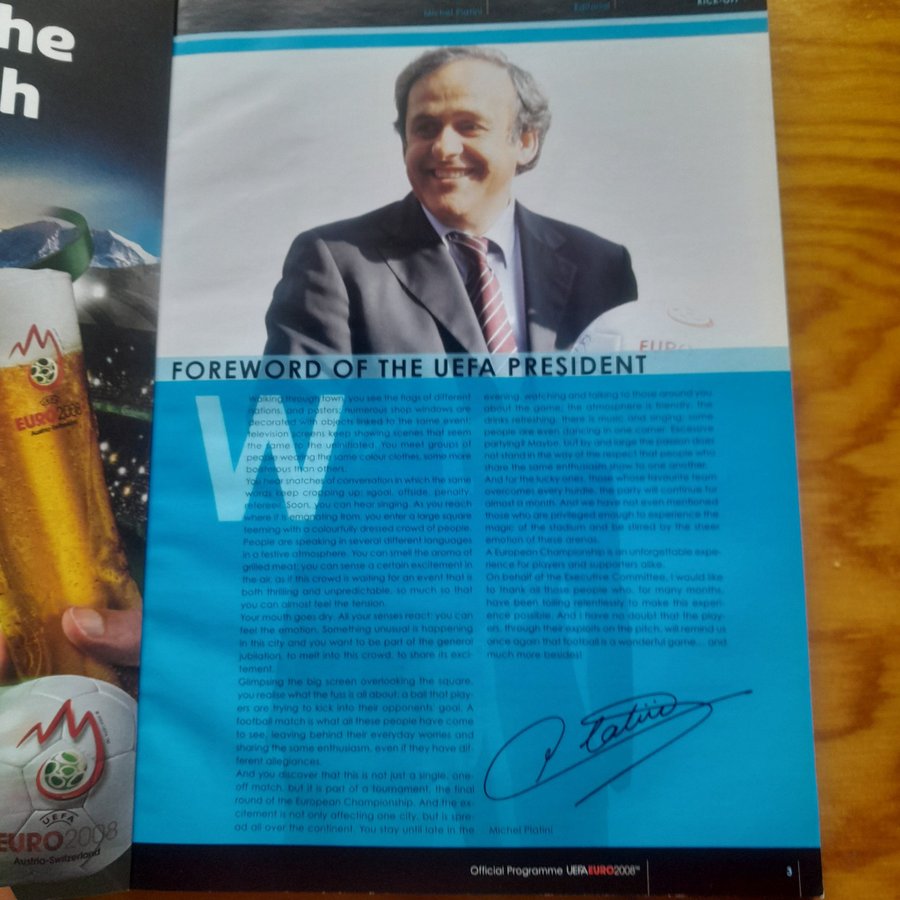 he
h
UEFA
EURO2008
Austria-Switzerland
UEFA
EURO2008
Austria-Switzerland
Michel Platini
Editorial
KICK-OFF
EURO
FOREWORD OF THE UEFA PRESIDENT
Walking through town, you see the flags of different
nations, and posters, numerous shop windows are
decorated with objects linked to the same event;
television screens keep showing scenes that seem
the same to the uninitiated. You meet groups of
people wearing the same colour clothes, some more
boisterous than others.
You hear snatches of conversation in which the same
words keep cropping up: goal, offside, penalty,
referee! Soon, you can hear singing. As you reach
where it is emanating from, you enter a large square
teeming with a colourfully dressed crowd of people.
People are speaking in several different languages
in a festive atmosphere. You can smell the aroma of
grilled meat; you can sense a certain excitement in
the air, as if this crowd is waiting for an event that is
both thrilling and unpredictable, so much so that
you can almost feel the tension.
Your mouth goes dry. All your senses react; you can
feel the emotion. Something unusual is happening
in this city and you want to be part of the general
jubilation, to melt into this crowd, to share its exci-
tement.
Glimpsing the big screen overlooking the square,
you realise what the fuss is all about: a ball that play-
ers are trying to kick into their opponents' goal. A
football match is what all these people have come
to see, leaving behind their everyday worries and
sharing the same enthusiasm, even if they have dif-
ferent allegiances.
And you discover that this is not just a single, one-
off match, but it is part of a tournament, the final
round of the European Championship. And the ex-
citement is not only affecting one city, but is spre-
ad all over the continent. You stay until late in the
evening, watching and talking to those around you
about the game; the atmosphere is friendly, the
drinks refreshing, there is music, and singing; some
people are even dancing in one corner. Excessive
partying? Maybe, but by and large the passion does
not stand in the way of the respect that people who
share the same enthusiasm show to one another.
And for the lucky ones, those whose favourite team
overcomes every hurdle, the party will continue for
almost a month. And we have not even mentioned
those who are privileged enough to experience the
magic of the stadium and be stirred by the sheer
emotion of these arenas.
A European Championship is an unforgettable expe-
rience for players and supporters alike.
On behalf of the Executive Committee, I would like
to thank all those people who, for many months,
have been toiling relentlessly to make this experi-
ence possible. And I have no doubt that the play-
ers, through their exploits on the pitch, will remind us
once again that football is a wonderful game... and
much more besides!
Platini
Michel Platini
Official Programme UEFAEURO2008™
3